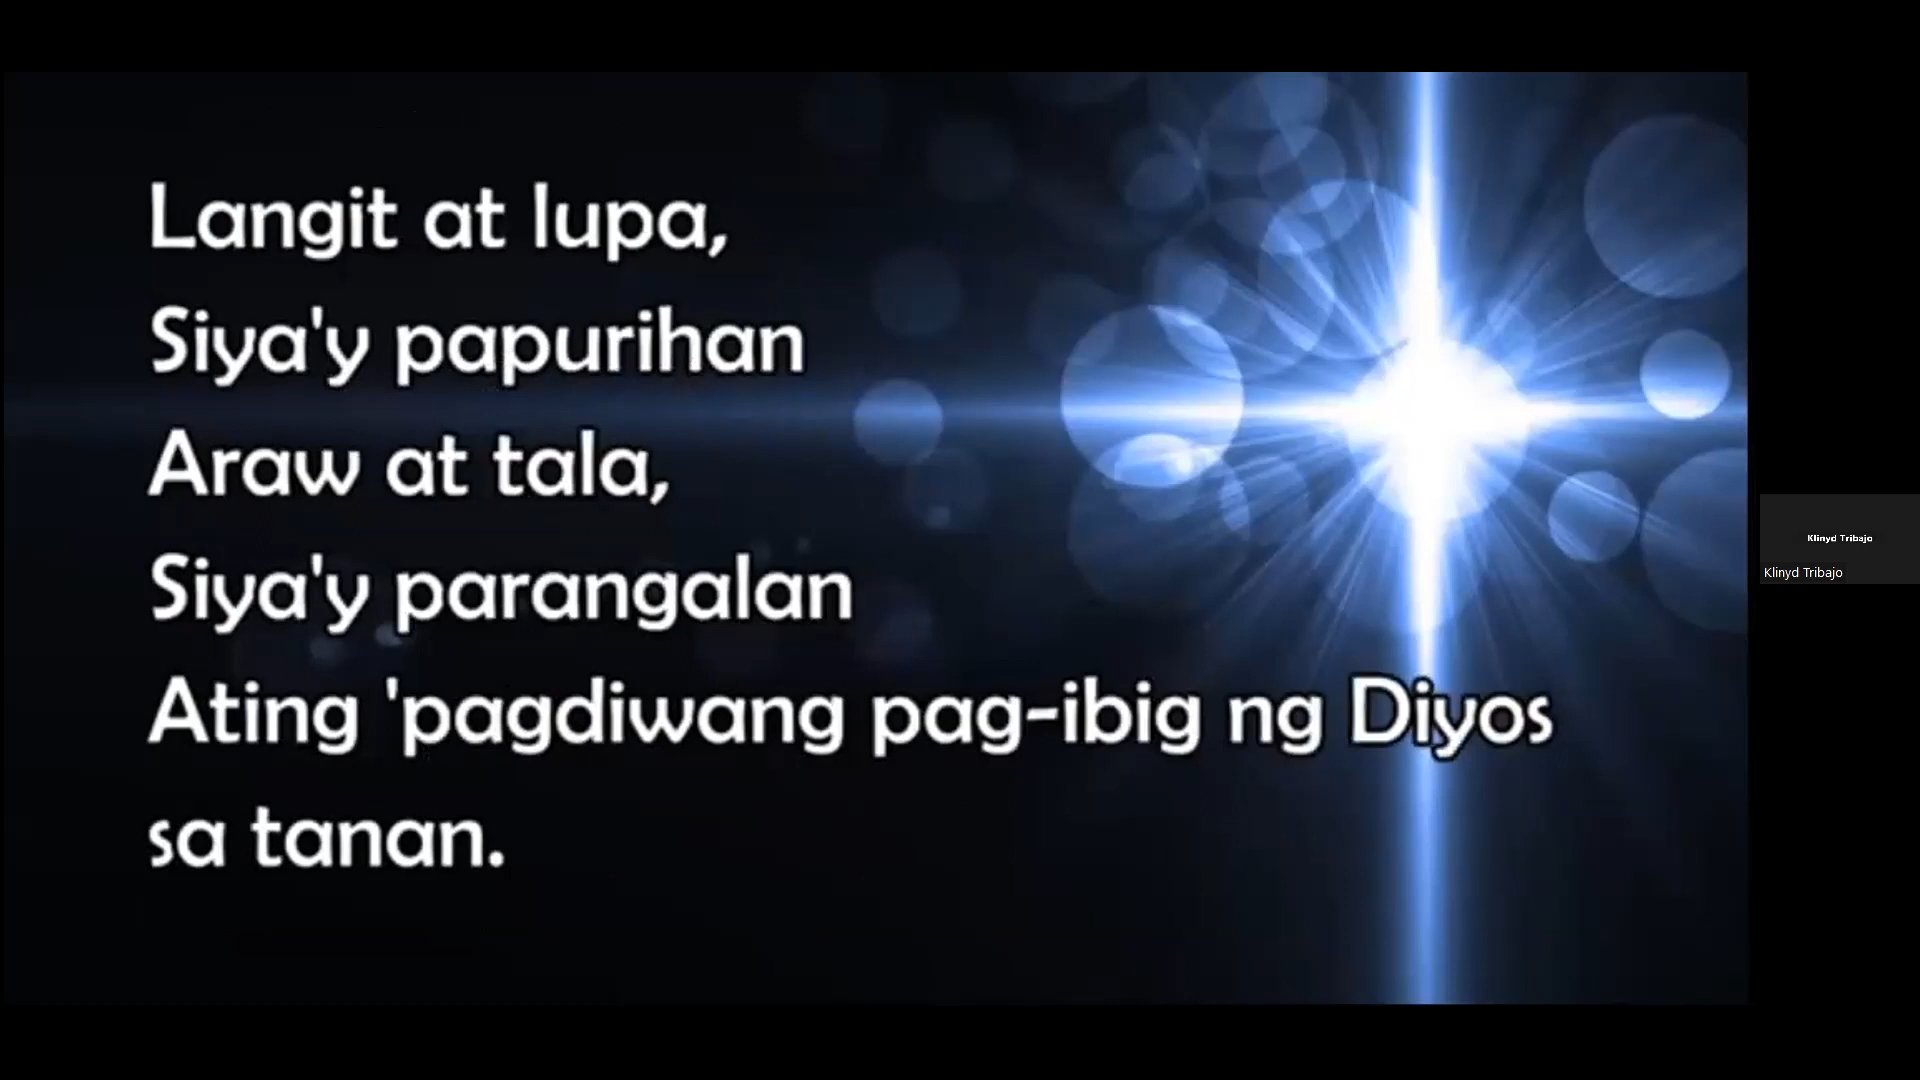 Langit at lupa,
Siya'y papurihan
Araw at tala,
Siya'y parangalan
Ating 'pagdiwang pag-ibig ng Diyos
sa tanan.
Klinyd Tribajo
Klinyd Tribajo